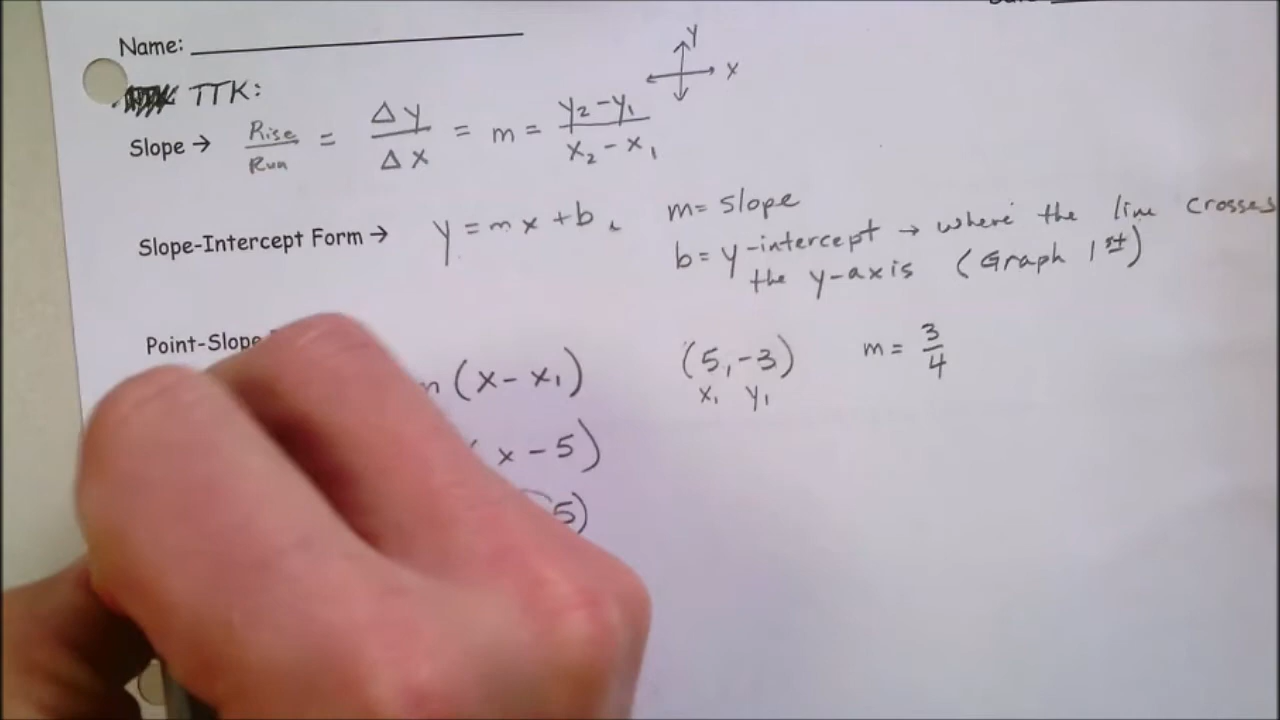 Name:
TTK:
Slope → Rise/Run = Δy/Δx = m = y₂-y₁/x₂-x₁
y
x
Slope-Intercept Form → y = mx+b
m= slope
b= y-intercept → where the line crosses
the y-axis (Graph 1st)
Point-Slope
(x-x₁)
(5,-3) m= 3/4
x₁ y₁
x-5)
5)